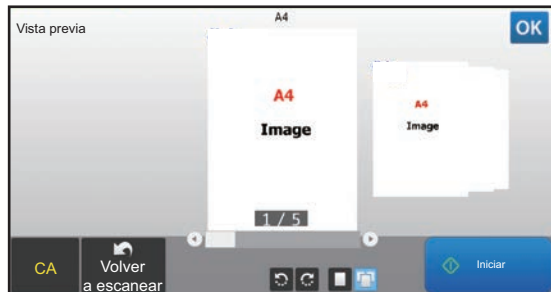 A4
Vista previa
OK
A4
Image
A4
Image
1 / 5
CA
Volver
a escanear
Iniciar